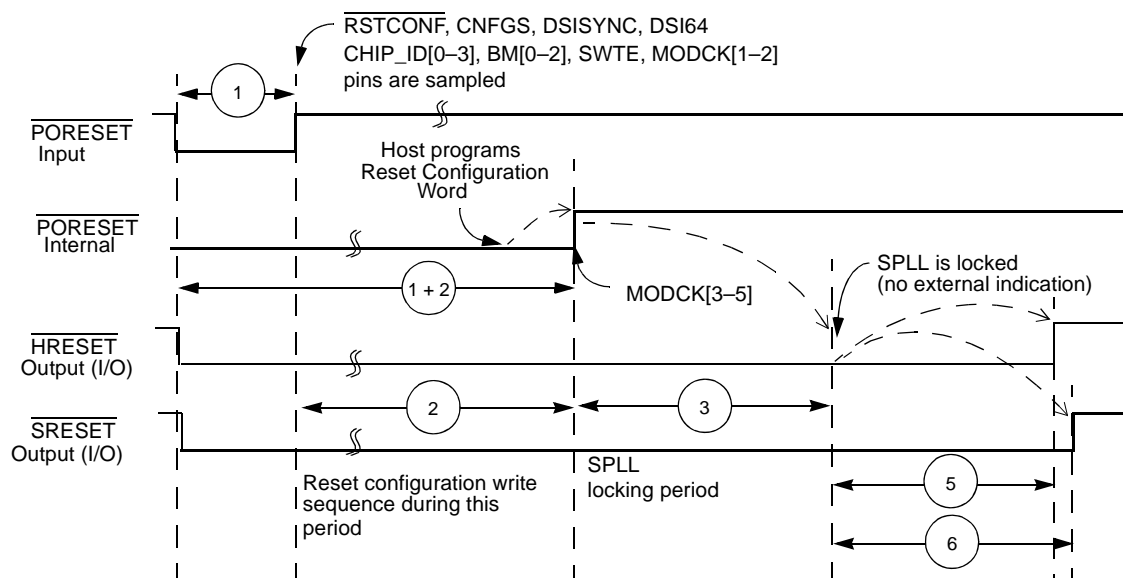 RSTCONF, CNFGS, DSISYNC, DSI64
CHIP_ID[0–3], BM[0–2], SWTE, MODCK[1–2]
pins are sampled
1
PORESET
Input
Host programs
Reset Configuration
Word
PORESET
Internal
SPLL is locked
(no external indication)
1 + 2
MODCK[3–5]
HRESET
Output (I/O)
2
3
SRESET
Output (I/O)
Reset configuration write
sequence during this
period
SPLL
locking period
5
6